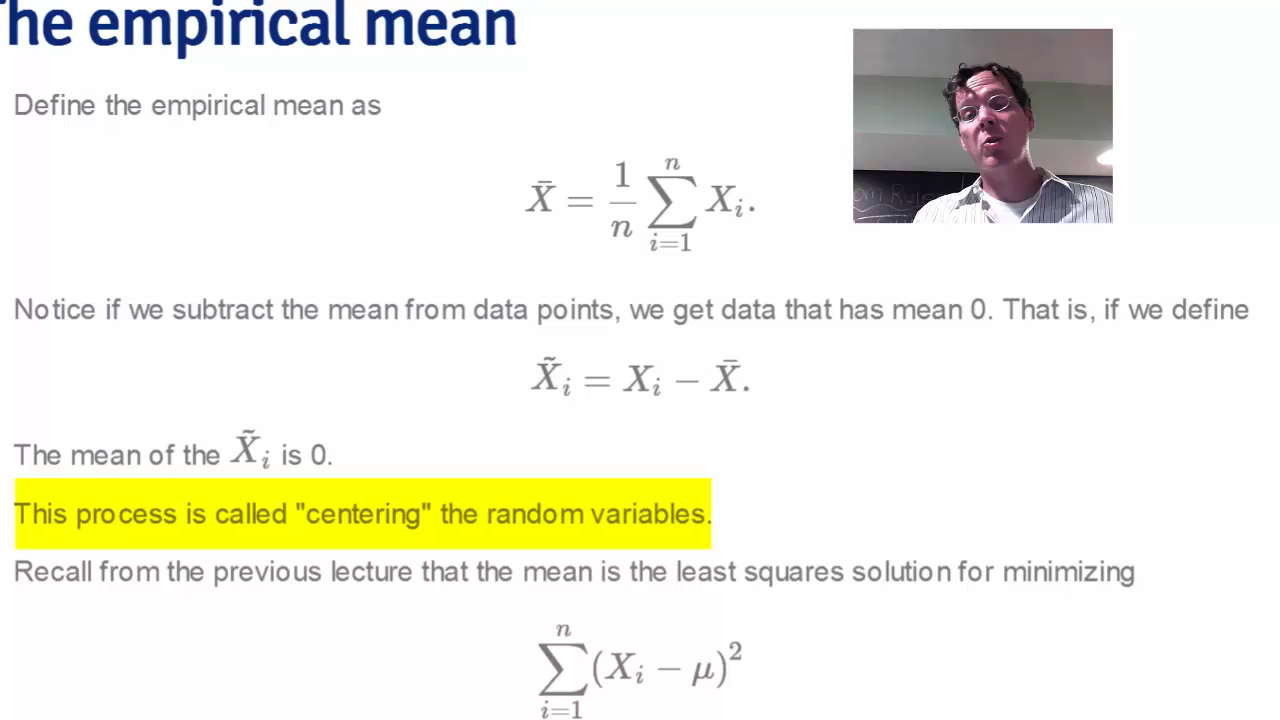 The empirical mean
Define the empirical mean as
X̄ = 1/n ∑_{i=1}^{n} X_i.
Notice if we subtract the mean from data points, we get data that has mean 0. That is, if we define
X̃_i = X_i − X̄.
The mean of the X̃_i is 0.
This process is called "centering" the random variables.
Recall from the previous lecture that the mean is the least squares solution for minimizing
∑_{i=1}^{n} (X_i − μ)²